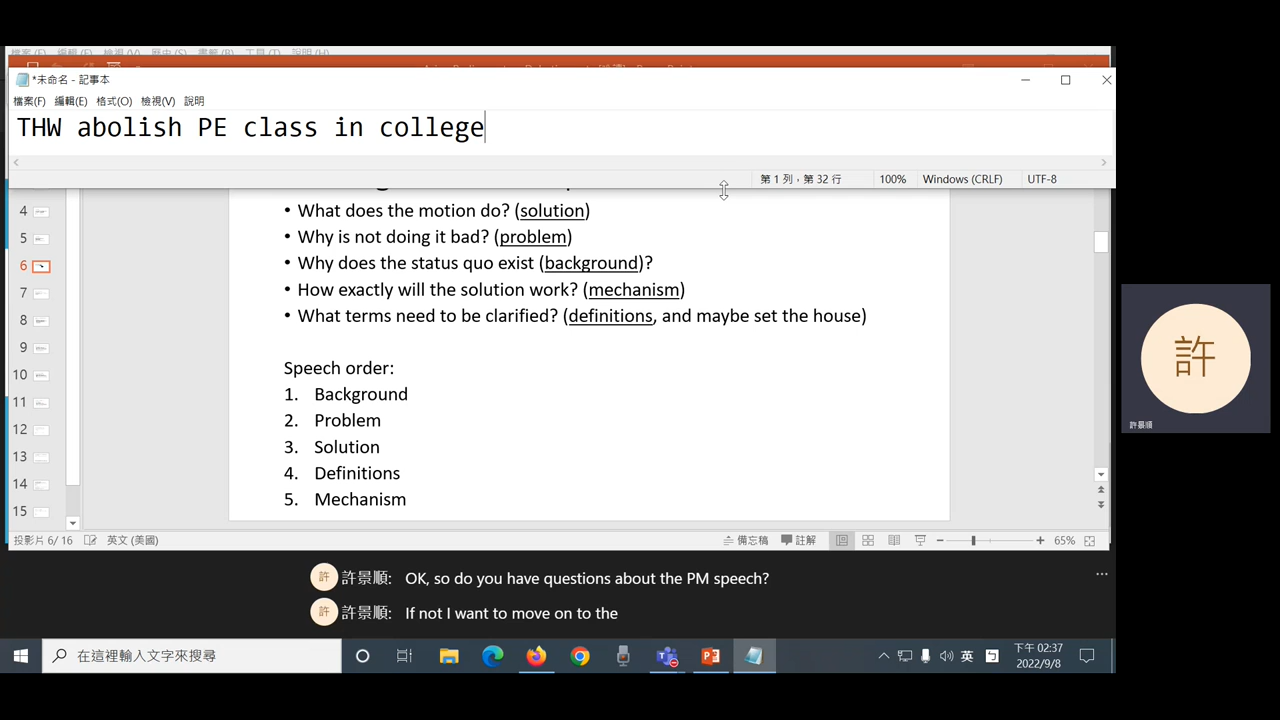 *未命名 - 記事本
檔案(F) 編輯(E) 格式(O) 檢視(V) 說明
THW abolish PE class in college
第 1 列，第 32 行 100% Windows (CRLF) UTF-8
4
5
6
7
8
9
10
11
12
13
14
15
• What does the motion do? (solution)
• Why is not doing it bad? (problem)
• Why does the status quo exist (background)?
• How exactly will the solution work? (mechanism)
• What terms need to be clarified? (definitions, and maybe set the house)
Speech order:
1. Background
2. Problem
3. Solution
4. Definitions
5. Mechanism
許
許景順
投影片 6/16 英文 (美國) 備忘稿 註解 65%
許 許景順: OK, so do you have questions about the PM speech?
許 許景順: If not I want to move on to the
在這裡輸入文字來搜尋
英
下午 02:37
2022/9/8